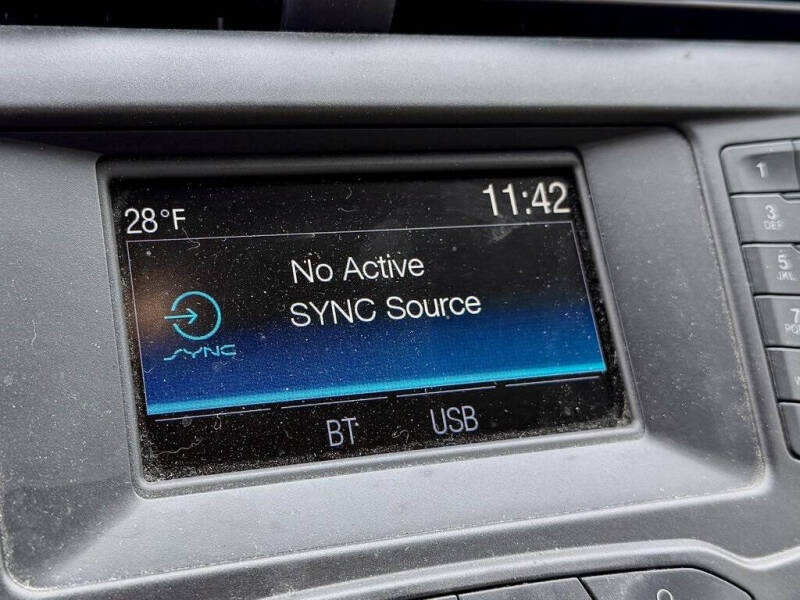 28°F 11:42
No Active
SYNC Source
SYNC
BT USB
1
3
DEF
5
JKL
7